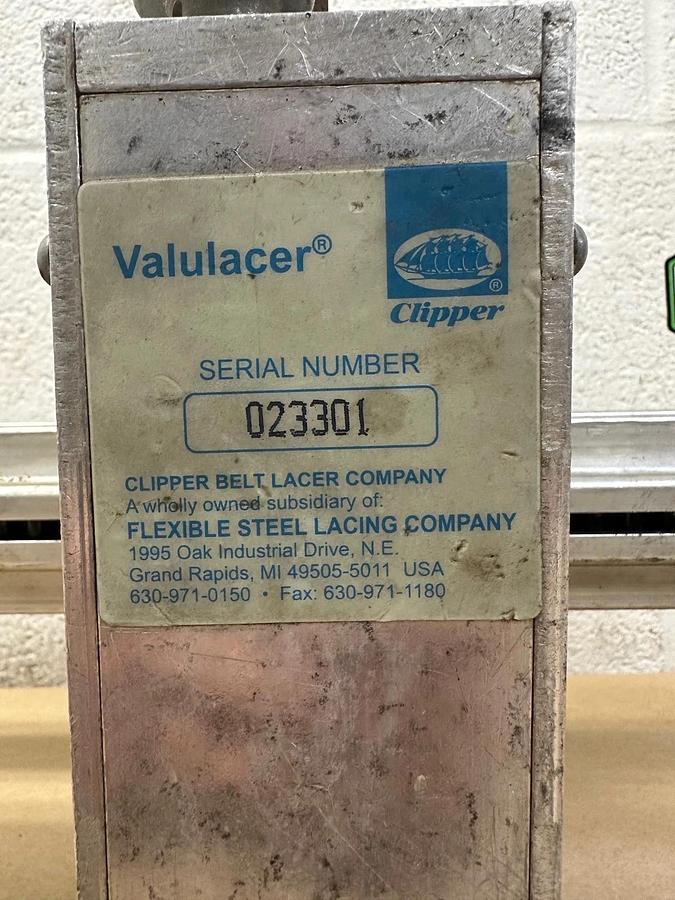 Valulacer®
®
Clipper
SERIAL NUMBER
023301
CLIPPER BELT LACER COMPANY
A wholly owned subsidiary of:
FLEXIBLE STEEL LACING COMPANY
1995 Oak Industrial Drive, N.E.
Grand Rapids, MI 49505-5011 USA
630-971-0150 • Fax: 630-971-1180